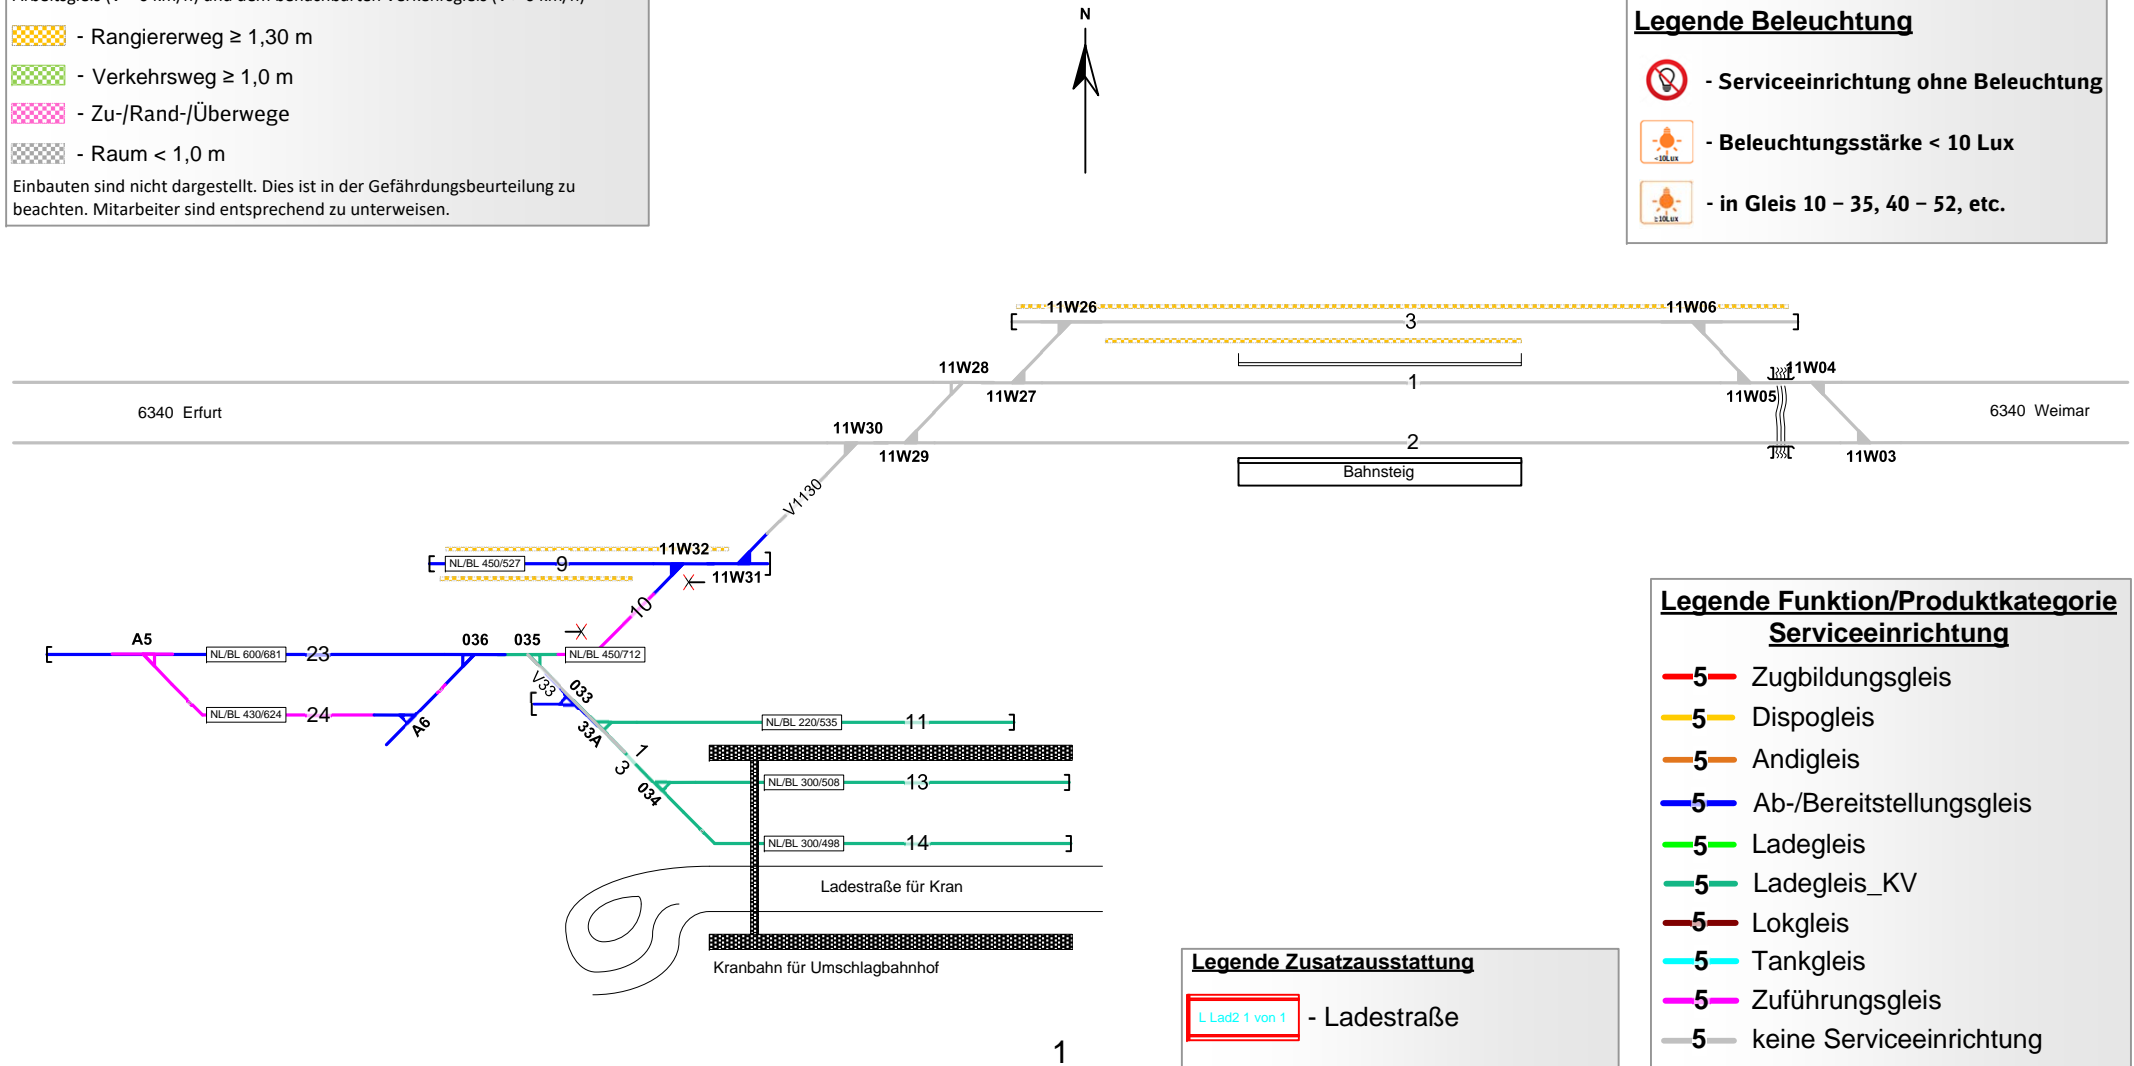 - Rangiererweg ≥ 1,30 m
- Verkehrsweg ≥ 1,0 m
- Zu-/Rand-/Überwege
- Raum < 1,0 m
Einbauten sind nicht dargestellt. Dies ist in der Gefährdungsbeurteilung zu
beachten. Mitarbeiter sind entsprechend zu unterweisen.
N
Legende Beleuchtung
- Serviceeinrichtung ohne Beleuchtung
<10Lux
- Beleuchtungsstärke < 10 Lux
≥10Lux
- in Gleis 10 – 35, 40 – 52, etc.
11W26
11W06
3
11W28
11W04
1
11W27
11W05
6340 Erfurt
6340 Weimar
11W30
2
11W29
11W03
Bahnsteig
V1130
11W32
NL/BL 450/527
9
11W31
10
A5
036
035
NL/BL 600/681
23
NL/BL 450/712
V33
033
NL/BL 430/624
24
A6
33A
NL/BL 220/535
11
1
3
034
NL/BL 300/508
13
NL/BL 300/498
14
Ladestraße für Kran
Kranbahn für Umschlagbahnhof
1
Legende Zusatzausstattung
L Lad2 1 von 1
- Ladestraße
Legende Funktion/Produktkategorie
Serviceeinrichtung
5 Zugbildungsgleis
5 Dispogleis
5 Andigleis
5 Ab-/Bereitstellungsgleis
5 Ladegleis
5 Ladegleis_KV
5 Lokgleis
5 Tankgleis
5 Zuführungsgleis
5 keine Serviceeinrichtung